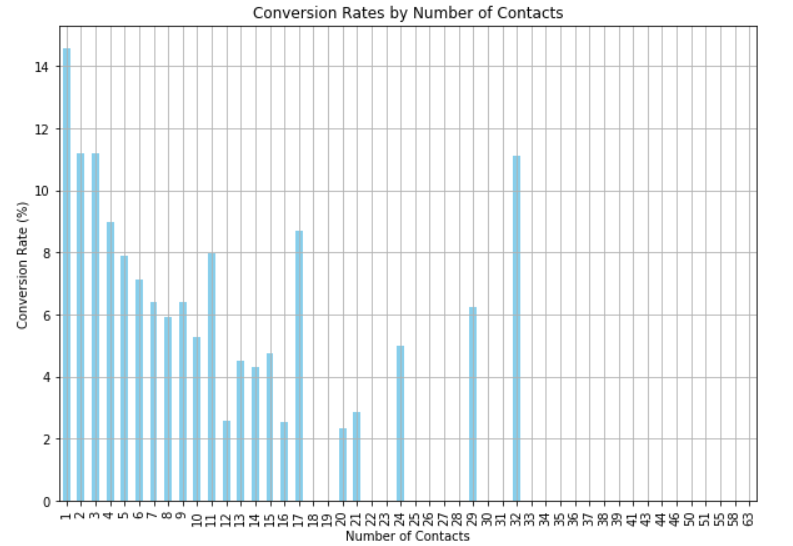 Conversion Rates by Number of Contacts
Conversion Rate (%)
14
12
10
8
6
4
2
0
1 2 3 4 5 6 7 8 9 10 11 12 13 14 15 16 17 18 19 20 21 22 23 24 25 26 27 28 29 30 31 32 33 34 35 36 37 38 39 41 43 44 46 50 51 55 58 63
Number of Contacts